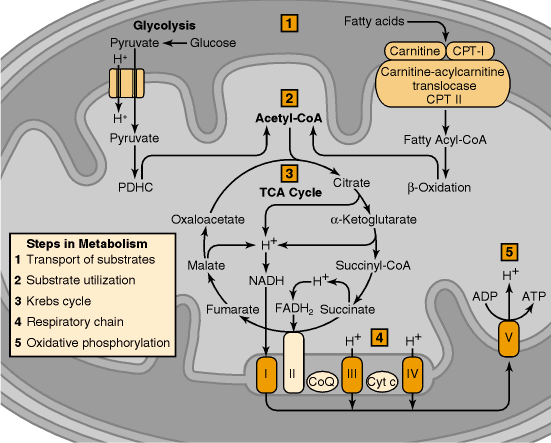 Glycolysis
1
Fatty acids
Pyruvate
Glucose
H+
Carnitine
CPT-I
Carnitine-acylcarnitine
translocase
CPT II
H+
2
Acetyl-CoA
Pyruvate
Fatty Acyl-CoA
PDHC
3
TCA Cycle
Citrate
β-Oxidation
Oxaloacetate
α-Ketoglutarate
H+
Steps in Metabolism
1 Transport of substrates
2 Substrate utilization
3 Krebs cycle
4 Respiratory chain
5 Oxidative phosphorylation
Malate
Succinyl-CoA
NADH
H+
Fumarate
FADH2
Succinate
5
H+
ADP
ATP
4
H+
H+
V
I
II
CoQ
III
Cyt c
IV